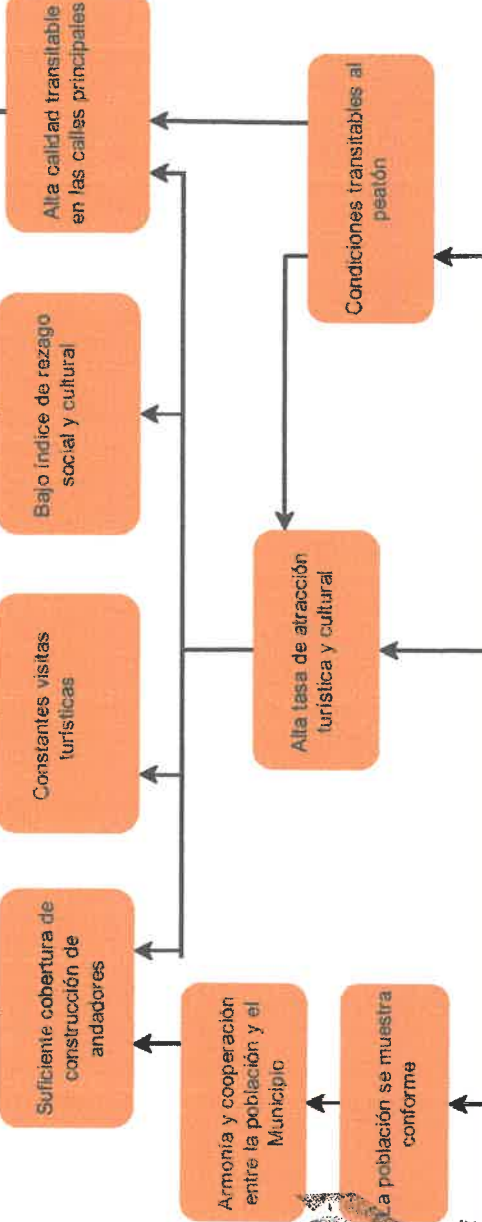 Suficiente cobertura de
construcción de
andadores
Constantes visitas
turísticas
Bajo índice de rezago
social y cultural
Alta calidad transitable
en las calles principales
Armonía y cooperación
entre la población y el
Municipio
Alta tasa de atracción
turística y cultural
Condiciones transitables al
peatón
La población se muestra
conforme